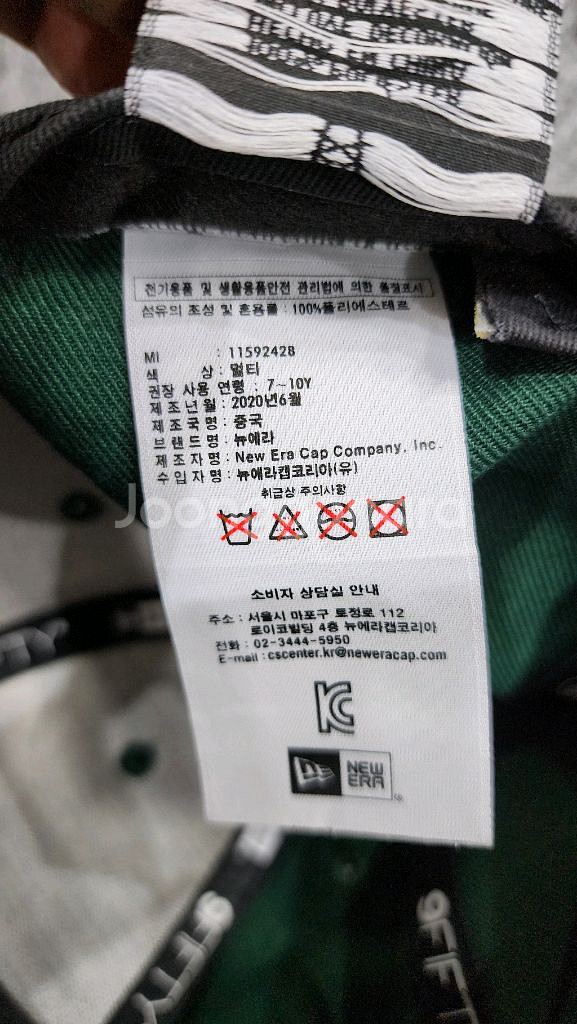 전기용품 및 생활용품안전 관리법에 의한 품질표시
섬유의 조성 및 혼용률 : 100%폴리에스테르
MI : 11592428
색 상 : 멀티
권장 사용 연령 : 7~10Y
제 조 년 월 : 2020년6월
제 조 국 명 : 중국
브 랜 드 명 : 뉴에라
제 조 자 명 : New Era Cap Company, Inc.
수 입 자 명 : 뉴에라캡코리아(유)
취급상 주의사항
소비자 상담실 안내
주소 : 서울시 마포구 토정로 112
토이코빌딩 4층 뉴에라캡코리아
전화 : 02-3444-5950
E-mail : cscenter.kr@neweracap.com
NEW
ERA
9FIFTY
9FIFT